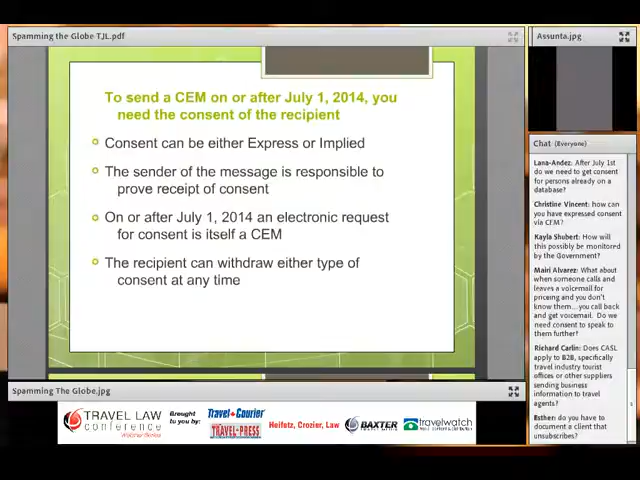 Spamming the Globe TJL.pdf
Assunta.jpg
To send a CEM on or after July 1, 2014, you
need the consent of the recipient
Consent can be either Express or Implied
The sender of the message is responsible to
prove receipt of consent
On or after July 1, 2014 an electronic request
for consent is itself a CEM
The recipient can withdraw either type of
consent at any time
Chat (Everyone)
Lana-Andez: After July 1st
do we need to get consent
for persons already on a
database?
Christine Vincent: how can
you have expressed consent
via CEM?
Kayla Shubert: How will
this possibly be monitored
by the Government?
Mairi Alvarez: What about
when someone calls and
leaves a voicemail for
pricing and you don't
know them... you call back
and get voicemail. Do we
need consent to speak to
them further?
Richard Carlin: Does CASL
apply to B2B, specifically
travel industry tourist
offices or other suppliers
sending business
information to travel
agents?
Esther: do you have to
document a client that
unsubscribes?
Spamming The Globe.jpg
TRAVEL LAW
conference
Webinar Series
Brought
to you by:
Travel Courier
TRAVEL PRESS
Heifetz, Crozier, Law
BAXTER
travelwatch